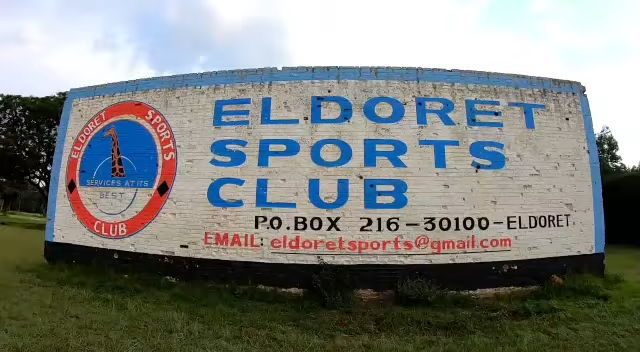 ELDORET SPORTS
SERVICES AT ITS
BEST
CLUB
ELDORET
SPORTS
CLUB
P.O.BOX 216-30100-ELDORET
EMAIL: eldoretsports@gmail.com